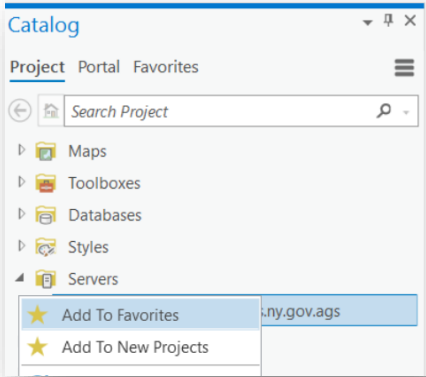 Catalog
Project Portal Favorites
Search Project
Maps
Toolboxes
Databases
Styles
Servers
Add To Favorites
.ny.gov.ags
Add To New Projects